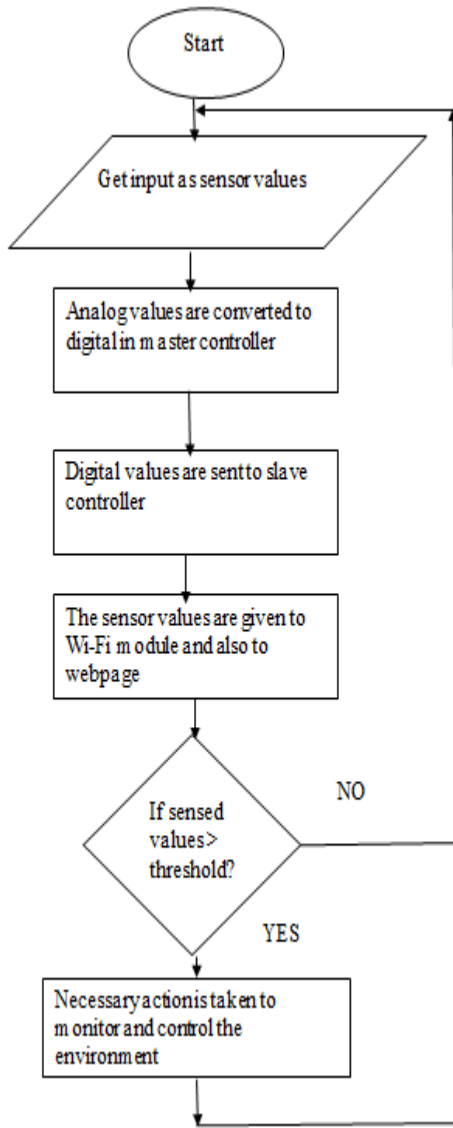 Start
Get input as sensor values
Analog values are converted to
digital in master controller
Digital values are sent to slave
controller
The sensor values are given to
Wi-Fi module and also to
webpage
NO
If sensed
values>
threshold?
YES
Necessary action is taken to
monitor and control the
environment